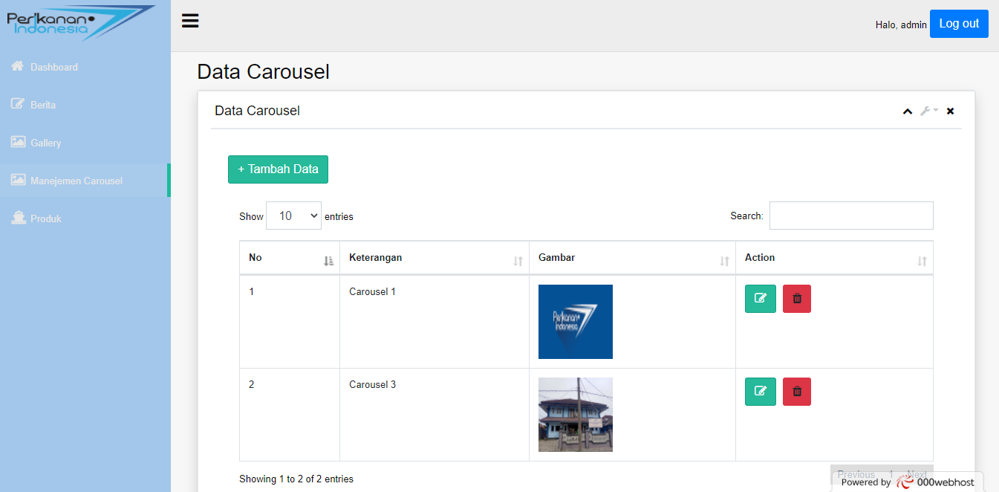 Perikanan
Indonesia
Halo, admin
Log out
Dashboard
Berita
Gallery
Manejemen Carousel
Produk
Data Carousel
Data Carousel
+ Tambah Data
Show 10 entries
Search:
No Keterangan Gambar Action
1 Carousel 1
Perikanan
Indonesia
2 Carousel 3
Showing 1 to 2 of 2 entries
Previous 1 Next
Powered by 000webhost